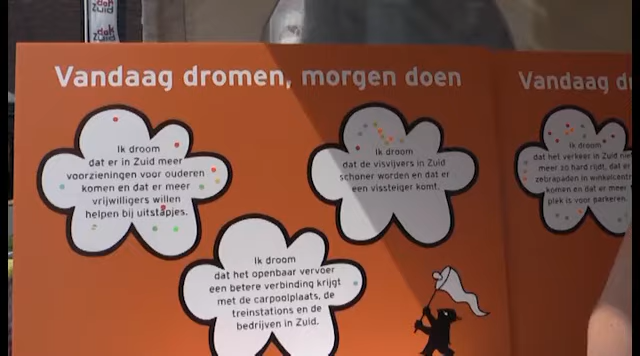 dak
zuid
dak
zuid
Vandaag dromen, morgen doen
Ik droom
dat er in Zuid meer
voorzieningen voor ouderen
komen en dat er meer
vrijwilligers willen
helpen bij uitstapjes.
Ik droom
dat de visvijvers in Zuid
schoner worden en dat er
een vissteiger komt.
Ik droom
dat het openbaar vervoer
een betere verbinding krijgt
met de carpoolplaats, de
treinstations en de
bedrijven in Zuid.
Vandaag
Ik droom
dat het verkeer in Zuid
meer zo hard rijdt, dat er
zebrapaden in
komen en dat er meer
plek is voor parkeren.